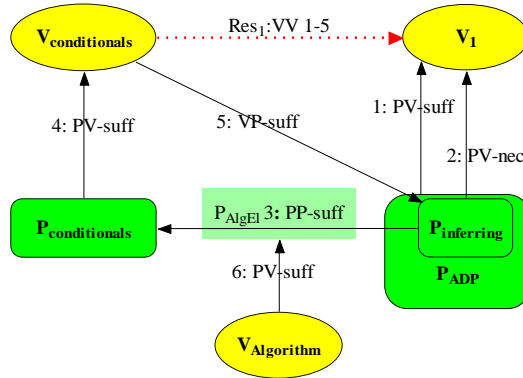 Vconditionals
Res1:VV 1-5
V1
1: PV-suff
4: PV-suff
5: VP-suff
2: PV-nec
Pconditionals
PAlgEl 3: PP-suff
Pinferring
PADP
6: PV-suff
VAlgorithm